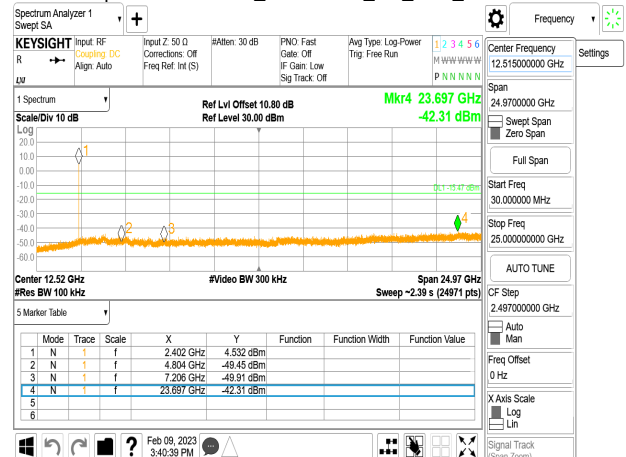 Spectrum Analyzer 1
Swept SA
Frequency
KEYSIGHT
Input: RF
Coupling: DC
Align: Auto
Input Z: 50 Ω
Corrections: Off
Freq Ref: Int (S)
#Atten: 30 dB
PNO: Fast
Gate: Off
IF Gain: Low
Sig Track: Off
Avg Type: Log-Power
Trig: Free Run
1 2 3 4 5 6
M W W W W W
P N N N N N
R
LXI
Center Frequency
12.515000000 GHz
Settings
Span
24.9700000 GHz
Swept Span
Zero Span
Full Span
Start Freq
30.000000 MHz
Stop Freq
25.000000000 GHz
AUTO TUNE
CF Step
2.497000000 GHz
Auto
Man
Freq Offset
0 Hz
X Axis Scale
Log
Lin
Signal Track
(Span Zoom)
1 Spectrum
Scale/Div 10 dB
Ref Lvl Offset 10.80 dB
Ref Level 30.00 dBm
Mkr4 23.697 GHz
-42.31 dBm
Log
20.0
10.0
0.00
-10.0
-20.0
-30.0
-40.0
-50.0
-60.0
1
2
3
4
Center 12.52 GHz
#Res BW 100 kHz
#Video BW 300 kHz
Span 24.97 GHz
Sweep ~2.39 s (24971 pts)
5 Marker Table
Mode Trace Scale X Y Function Function Width Function Value
1 N 1 f 2.402 GHz 4.532 dBm
2 N 1 f 4.804 GHz -49.45 dBm
3 N 1 f 7.206 GHz -49.91 dBm
4 N 1 f 23.697 GHz -42.31 dBm
5
6
Feb 09, 2023
3:40:39 PM